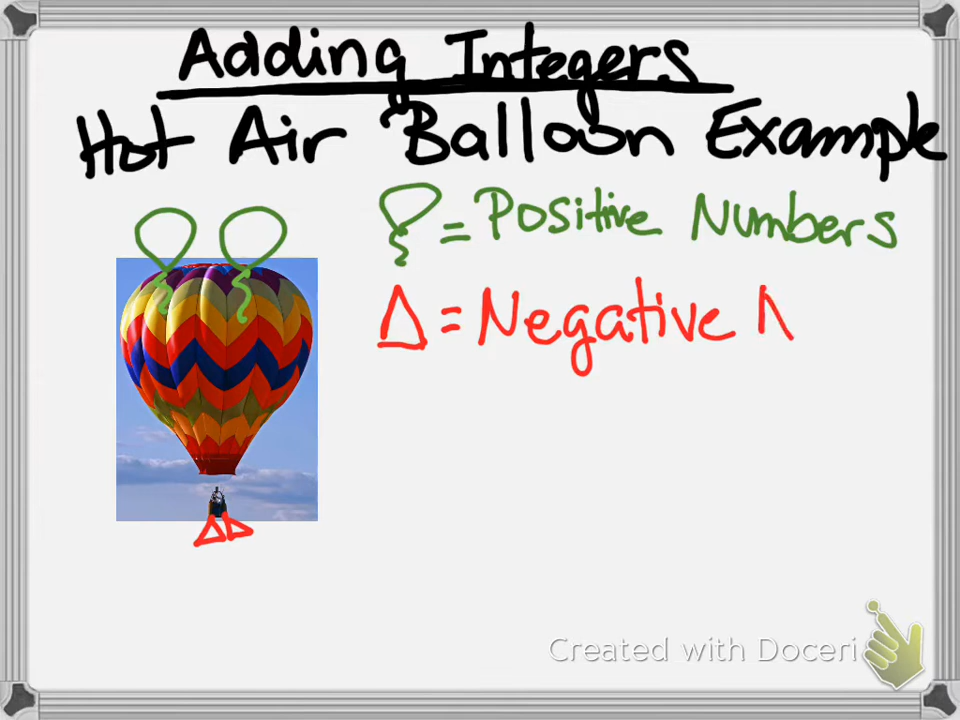 Adding Integers
Hot Air Balloon Example
= Positive Numbers
Δ = Negative N
Created with Doceri